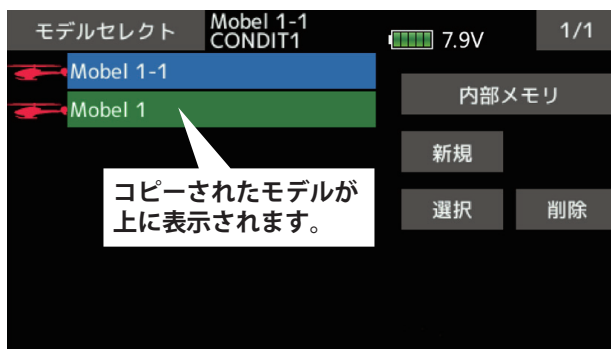 モデルセレクト
Mobel 1-1
CONDIT1
7.9V
1/1
Mobel 1-1
Mobel 1
内部メモリ
新規
選択
削除
コピーされたモデルが
上に表示されます。